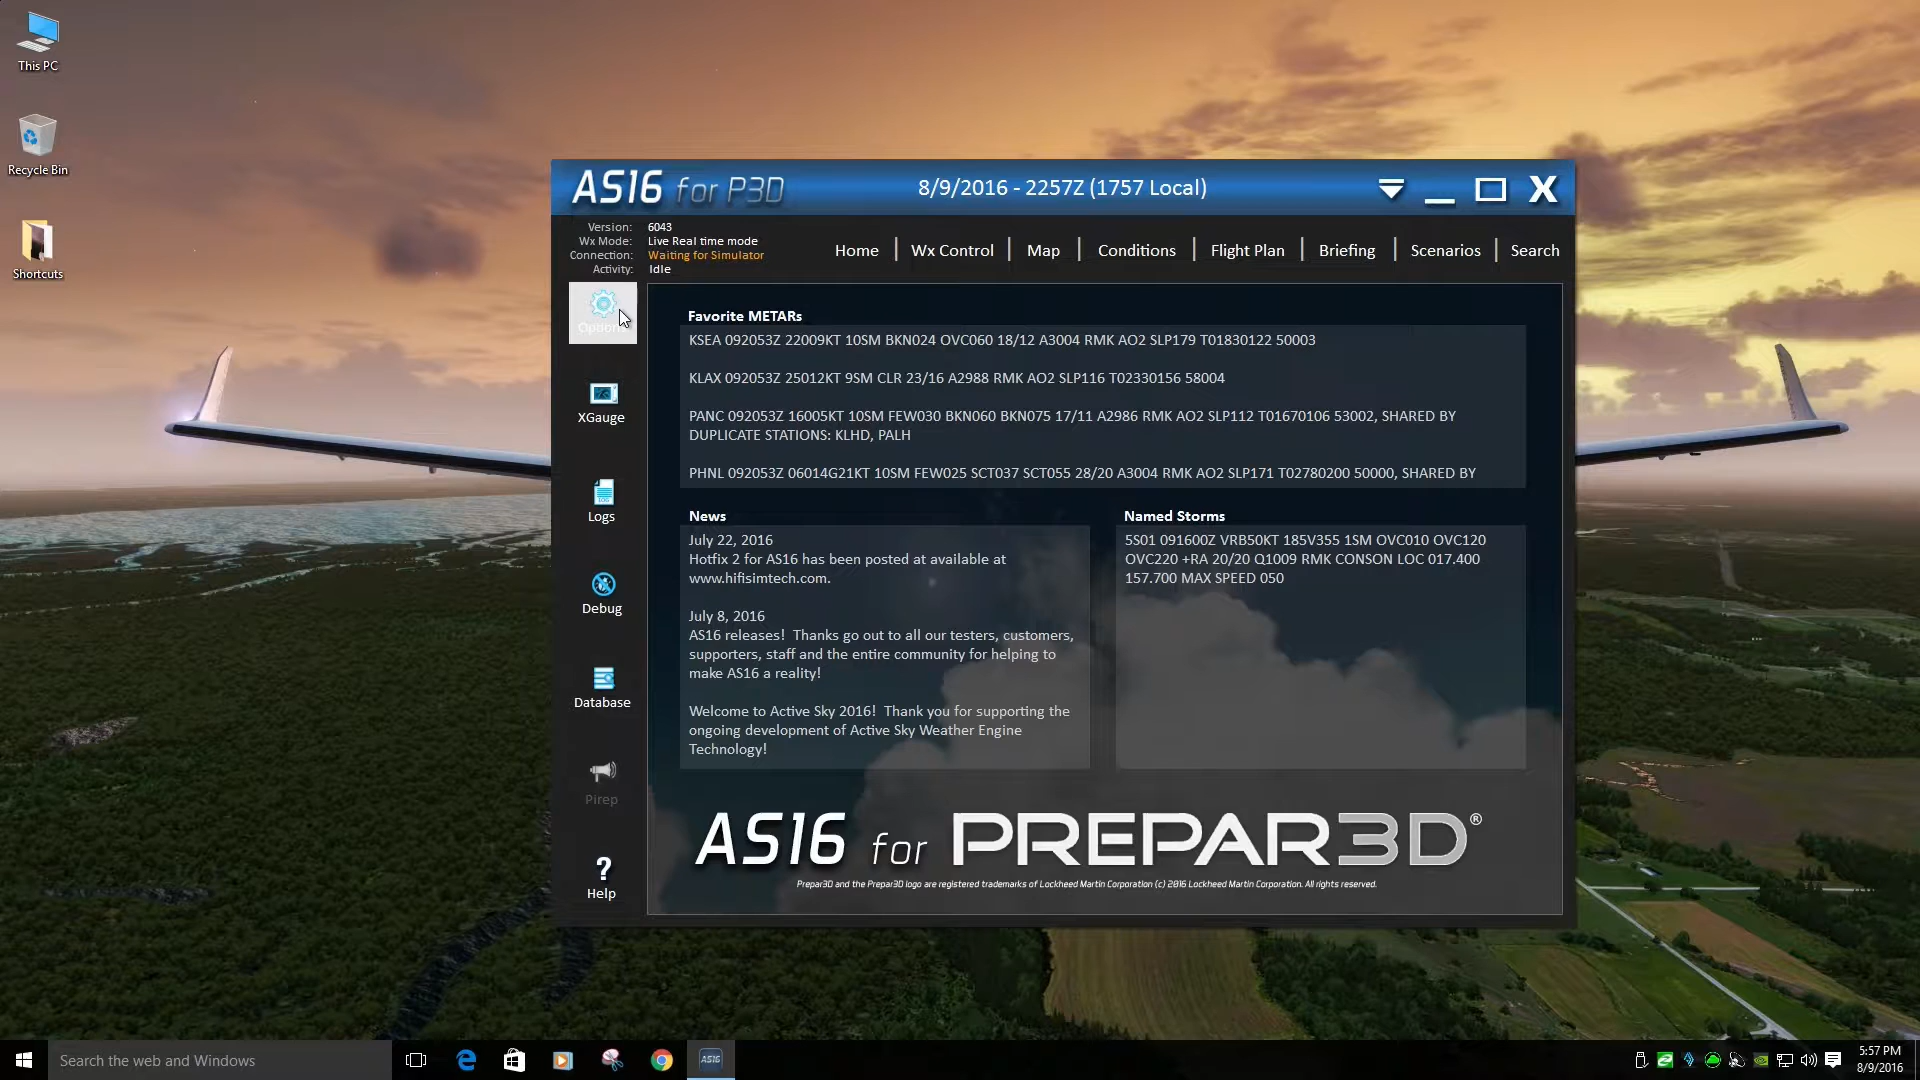 This PC
Recycle Bin
Shortcuts
AS16 for P3D
8/9/2016 - 2257Z (1757 Local)
X
Version: 6043
Wx Mode: Live Real time mode
Connection: Waiting for Simulator
Activity: Idle
Home
Wx Control
Map
Conditions
Flight Plan
Briefing
Scenarios
Search
Options
XGauge
Logs
Debug
Database
Pirep
?
Help
Favorite METARs
KSEA 092053Z 22009KT 10SM BKN024 OVC060 18/12 A3004 RMK AO2 SLP179 T01830122 50003
KLAX 092053Z 25012KT 9SM CLR 23/16 A2988 RMK AO2 SLP116 T02330156 58004
PANC 092053Z 16005KT 10SM FEW030 BKN060 BKN075 17/11 A2986 RMK AO2 SLP112 T01670106 53002, SHARED BY
DUPLICATE STATIONS: KLHD, PALH
PHNL 092053Z 06014G21KT 10SM FEW025 SCT037 SCT055 28/20 A3004 RMK AO2 SLP171 T02780200 50000, SHARED BY
News
July 22, 2016
Hotfix 2 for AS16 has been posted at available at
www.hifisimtech.com.
July 8, 2016
AS16 releases!  Thanks go out to all our testers, customers,
supporters, staff and the entire community for helping to
make AS16 a reality!
Welcome to Active Sky 2016!  Thank you for supporting the
ongoing development of Active Sky Weather Engine
Technology!
Named Storms
5S01 091600Z VRB50KT 185V355 1SM OVC010 OVC120
OVC220 +RA 20/20 Q1009 RMK CONSON LOC 017.400
157.700 MAX SPEED 050
AS16 for PREPAR3D®
Prepar3D and the Prepar3D logo are registered trademarks of Lockheed Martin Corporation (c) 2016 Lockheed Martin Corporation. All rights reserved.
Search the web and Windows
AS16
5:57 PM
8/9/2016